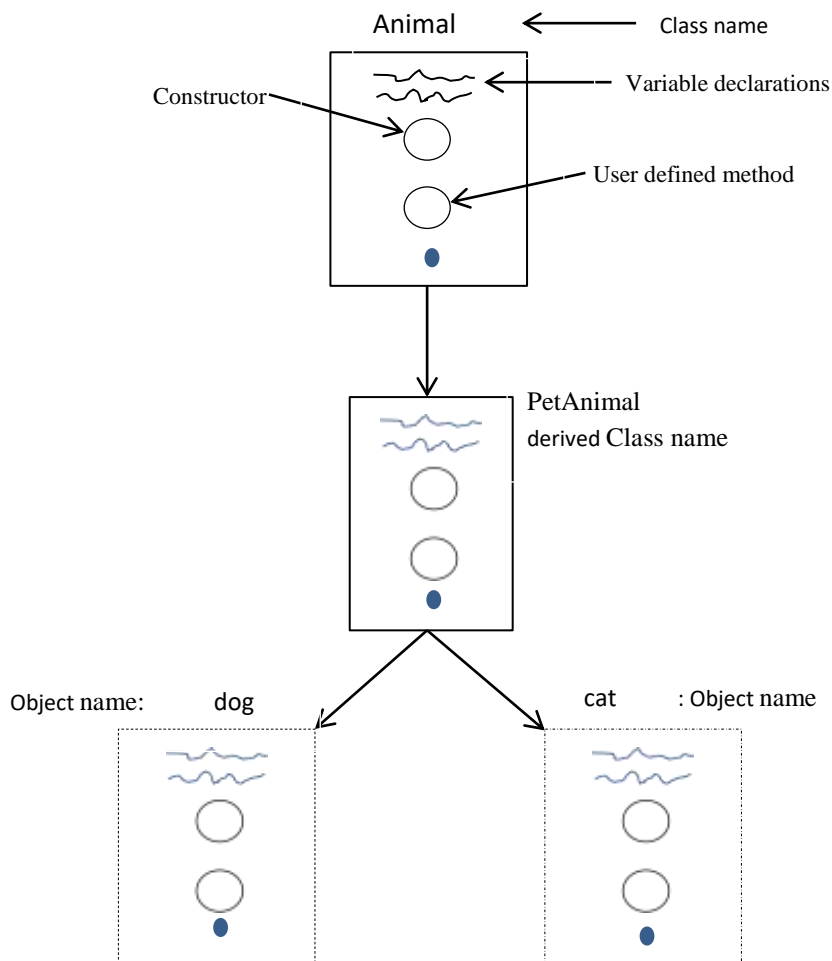 Animal
Class name
Variable declarations
Constructor
User defined method
PetAnimal
derived Class name
Object name: dog
cat : Object name